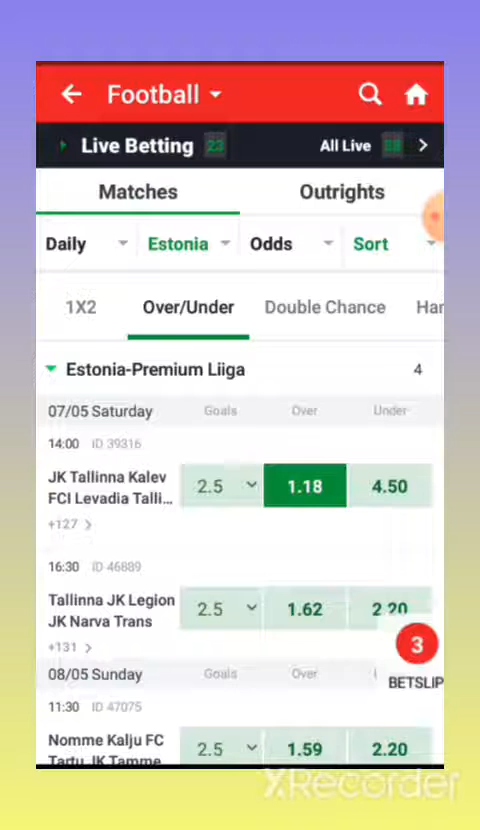 Football
Live Betting 23 All Live
Matches Outrights
Daily Estonia Odds Sort
1X2 Over/Under Double Chance Har
Estonia-Premium Liiga 4
07/05 Saturday Goals Over Under
14:00 ID 39316
JK Tallinna Kalev
FCI Levadia Talli...
2.5 1.18 4.50
+127
16:30 ID 46889
Tallinna JK Legion
JK Narva Trans
2.5 1.62 2.20
+131
3
BETSLIP
08/05 Sunday Goals Over
11:30 ID 47075
Nomme Kalju FC
Tartu JK Tamme
2.5 1.59 2.20
XRecorder